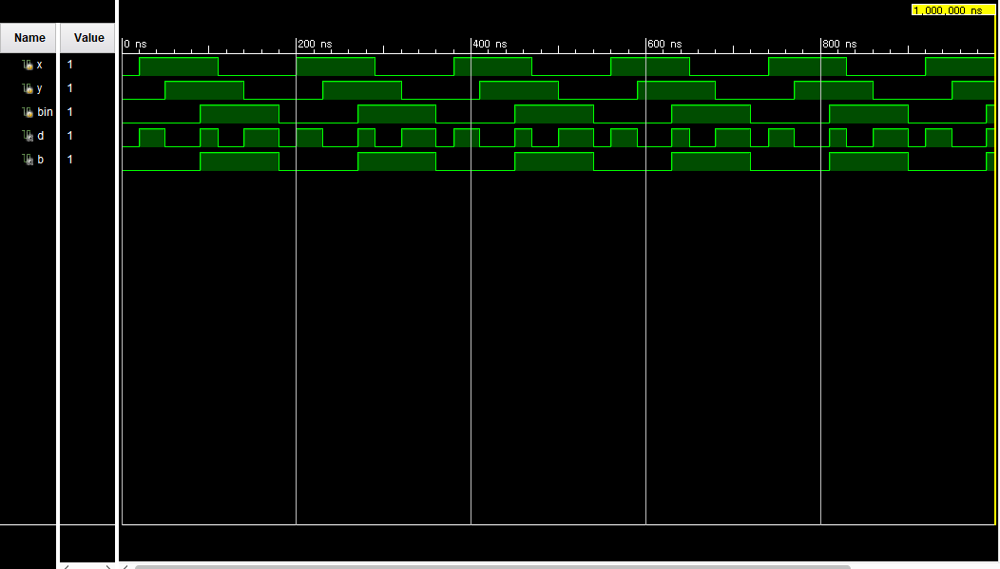 1,000,000 ns
Name Value
0 ns 200 ns 400 ns 600 ns 800 ns
x 1
y 1
bin 1
d 1
b 1